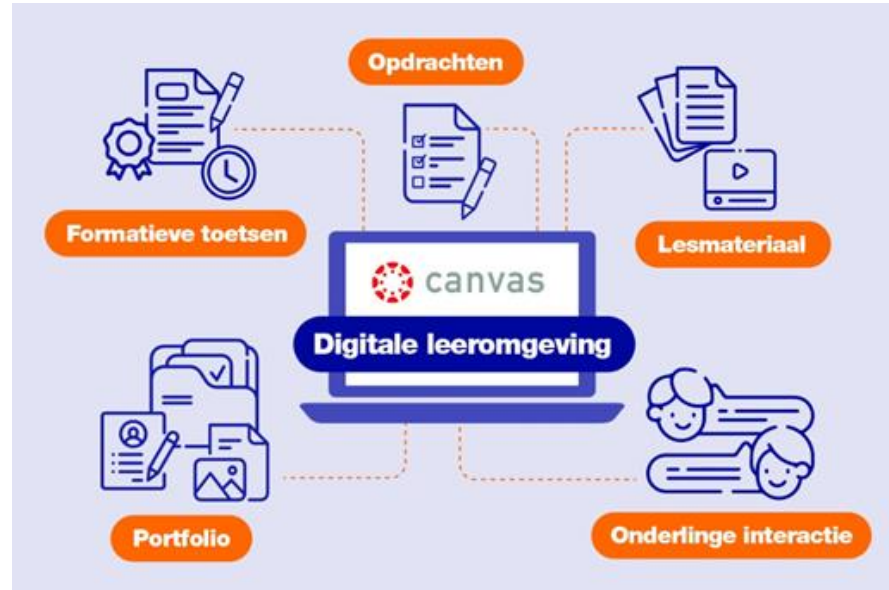 Opdrachten
Formatieve toetsen
Lesmateriaal
canvas
Digitale leeromgeving
Portfolio
Onderlinge interactie